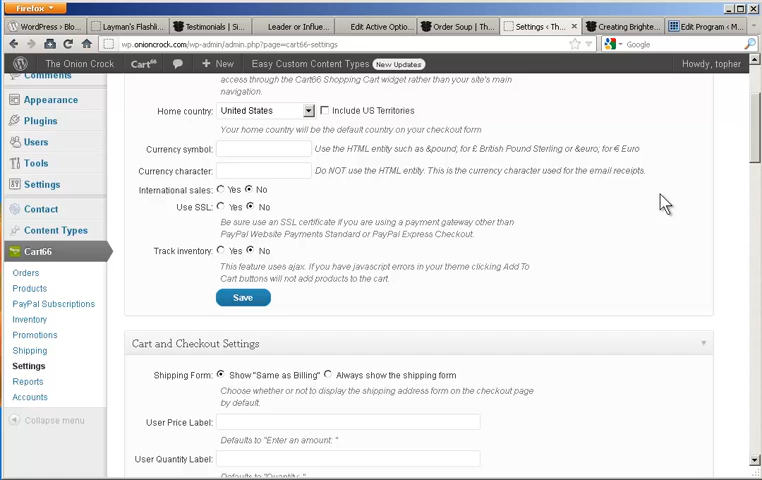 Firefox
WordPress › Blo...
Layman's Flashli...
Testimonials | Si...
Leader or Influe...
Edit Active Optio...
Order Soup | Th...
Settings ‹ Th...
Creating Brighte...
Edit Program ‹ M...
wp.onioncrock.com/wp-admin/admin.php?page=cart66-settings
Google
The Onion Crock
Cart66
+ New
Easy Custom Content Types
New Updates
Howdy, topher
Comments
Appearance
Plugins
Users
Tools
Settings
Contact
Content Types
Cart66
Orders
Products
PayPal Subscriptions
Inventory
Promotions
Shipping
Settings
Reports
Accounts
Collapse menu
access through the Cart66 Shopping Cart widget rather than your site's main
navigation.
Home country: United States Include US Territories
Your home country will be the default country on your checkout form
Currency symbol: Use the HTML entity such as &pound; for £ British Pound Sterling or &euro; for € Euro
Currency character: Do NOT use the HTML entity. This is the currency character used for the email receipts.
International sales: Yes No
Use SSL: Yes No
Be sure use an SSL certificate if you are using a payment gateway other than
PayPal Website Payments Standard or PayPal Express Checkout.
Track inventory: Yes No
This feature uses ajax. If you have javascript errors in your theme clicking Add To
Cart buttons will not add products to the cart.
Save
Cart and Checkout Settings
Shipping Form: Show "Same as Billing" Always show the shipping form
Choose whether or not to display the shipping address form on the checkout page
by default.
User Price Label:
Defaults to "Enter an amount: "
User Quantity Label:
Defaults to "Quantity: "